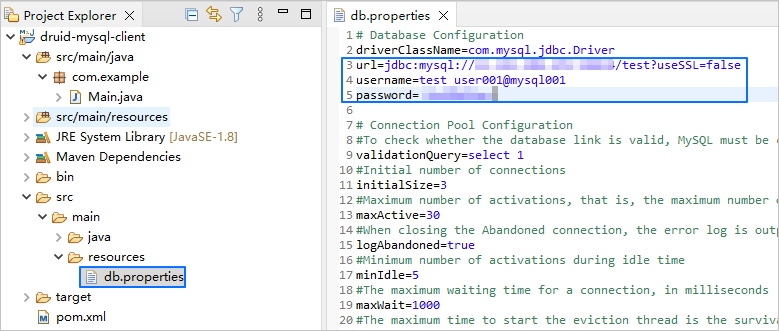 Project Explorer
druid-mysql-client
src/main/java
com.example
Main.java
src/main/resources
JRE System Library [JavaSE-1.8]
Maven Dependencies
bin
src
main
java
resources
db.properties
target
pom.xml
db.properties
1 # Database Configuration
2 driverClassName=com.mysql.jdbc.Driver
3 url=jdbc:mysql:// /test?useSSL=false
4 username=test_user001@mysql001
5 password=
6
7 # Connection Pool Configuration
8 #To check whether the database link is valid, MySQL must be
9 validationQuery=select 1
10 #Initial number of connections
11 initialSize=3
12 #Maximum number of activations, that is, the maximum number
13 maxActive=30
14 #When closing the Abandoned connection, the error log is outp
15 logAbandoned=true
16 #Minimum number of activations during idle time
17 minIdle=5
18 #The maximum waiting time for a connection, in milliseconds
19 maxWait=1000
20 #The maximum time to start the eviction thread is the surviva